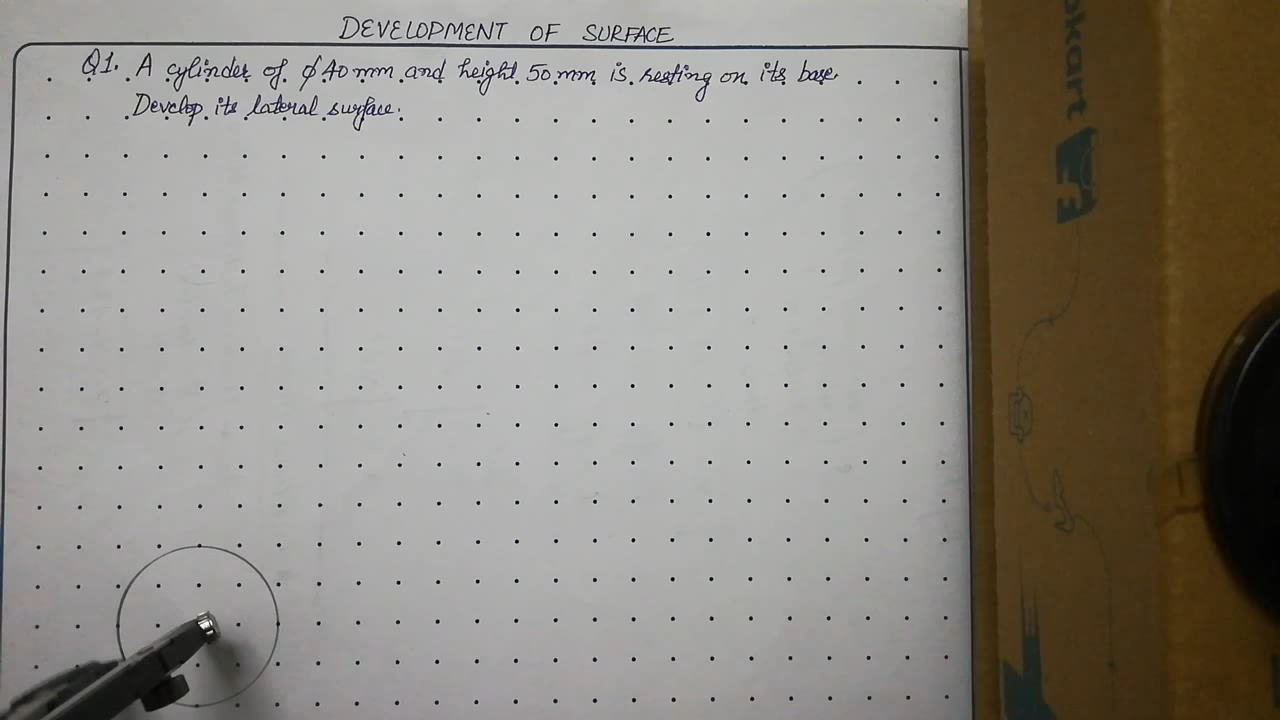 DEVELOPMENT OF SURFACE
Q1. A cylinder of ϕ40 mm and height 50 mm is resting on its base.
Develop its lateral surface.
pkart